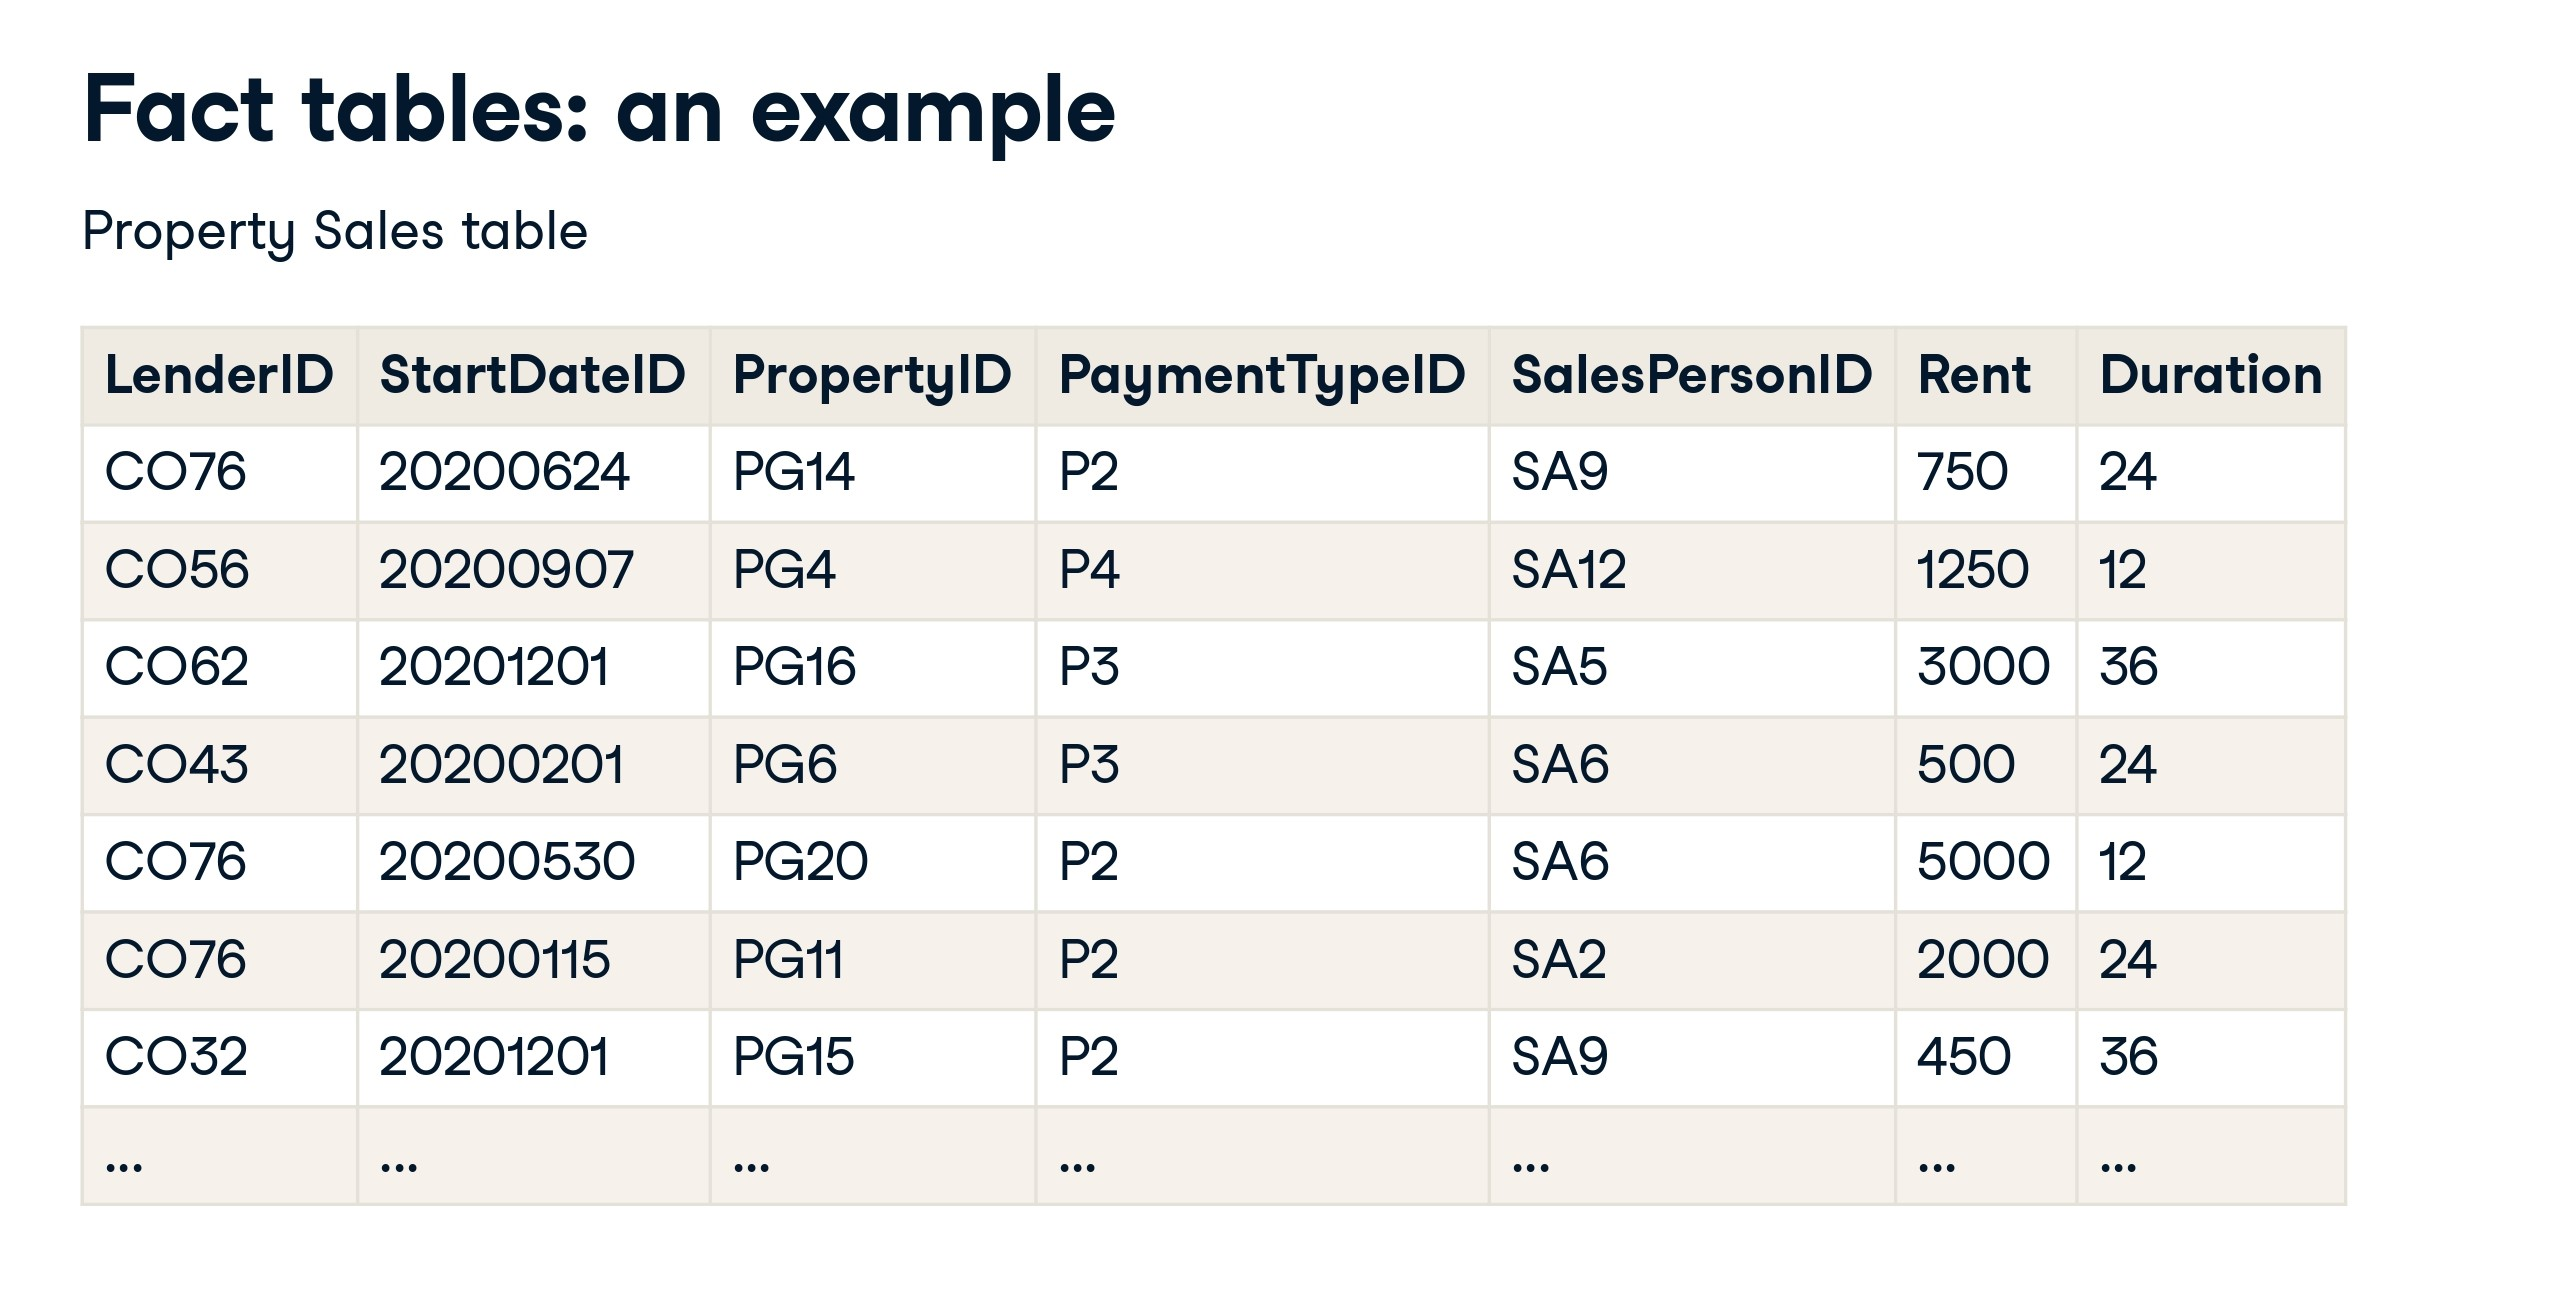 Fact tables: an example
Property Sales table
LenderID StartDateID PropertyID PaymentTypeID SalesPersonID Rent Duration
CO76 20200624 PG14 P2 SA9 750 24
CO56 20200907 PG4 P4 SA12 1250 12
CO62 20201201 PG16 P3 SA5 3000 36
CO43 20200201 PG6 P3 SA6 500 24
CO76 20200530 PG20 P2 SA6 5000 12
CO76 20200115 PG11 P2 SA2 2000 24
CO32 20201201 PG15 P2 SA9 450 36
... ... ... ... ... ... ...